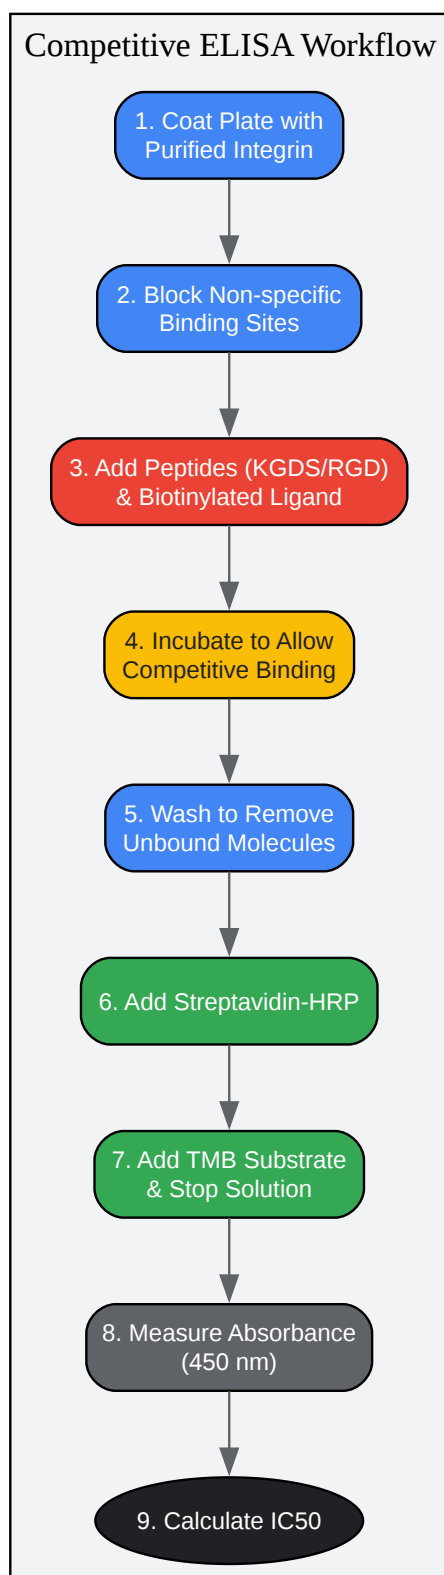 Competitive ELISA Workflow
1. Coat Plate with
Purified Integrin
2. Block Non-specific
Binding Sites
3. Add Peptides (KGDS/RGD)
& Biotinylated Ligand
4. Incubate to Allow
Competitive Binding
5. Wash to Remove
Unbound Molecules
6. Add Streptavidin-HRP
7. Add TMB Substrate
& Stop Solution
8. Measure Absorbance
(450 nm)
9. Calculate IC50